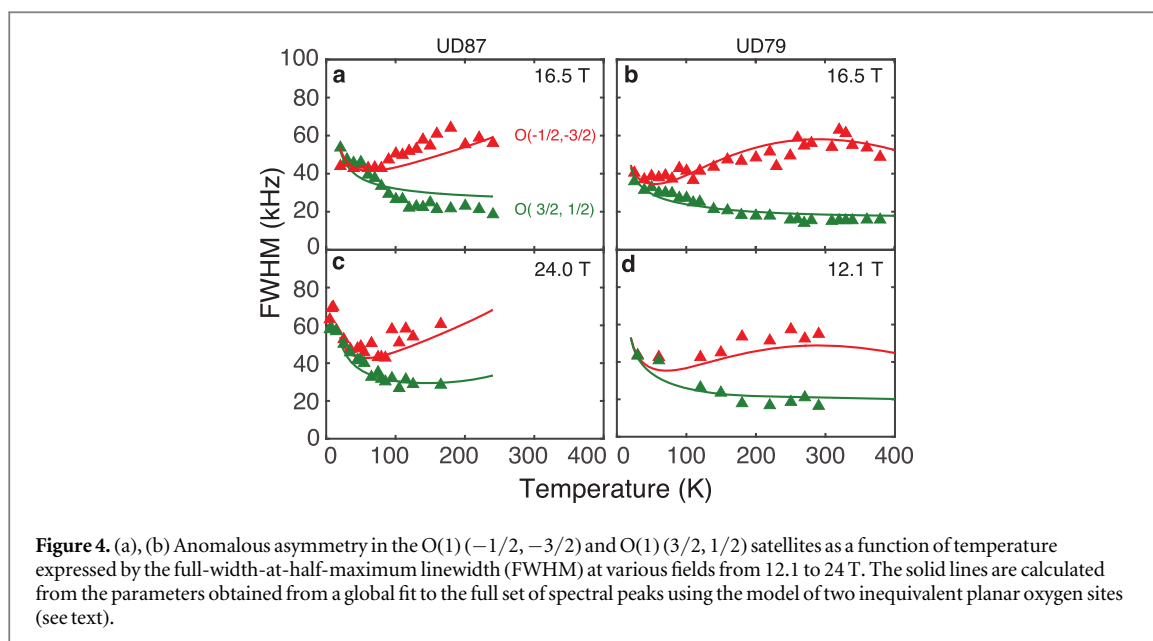 UD87 UD79
100
80
60
40
20
0
a 16.5 T
O(-1/2,-3/2)
O( 3/2, 1/2)
b 16.5 T
FWHM (kHz)
80
60
40
20
0
c 24.0 T
d 12.1 T
0 100 200 300 400 0 100 200 300 400
Temperature (K)
Figure 4. (a), (b) Anomalous asymmetry in the O(1) (−1/2, −3/2) and O(1) (3/2, 1/2) satellites as a function of temperature
expressed by the full-width-at-half-maximum linewidth (FWHM) at various fields from 12.1 to 24 T. The solid lines are calculated
from the parameters obtained from a global fit to the full set of spectral peaks using the model of two inequivalent planar oxygen sites
(see text).